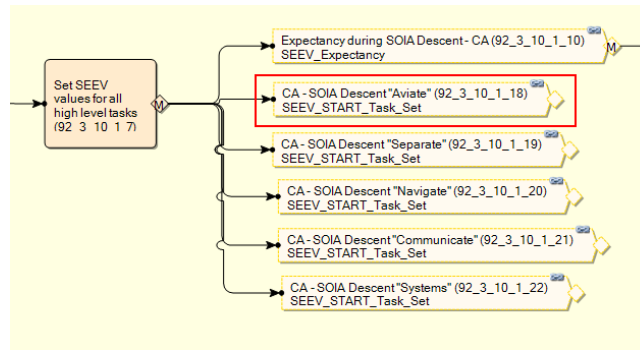 Expectancy during SOIA Descent - CA (92_3_10_1_10)
SEEV_Expectancy
M
Set SEEV
values for all
high level tasks
(92_3_10_1_7)
M
CA - SOIA Descent "Aviate" (92_3_10_1_18)
SEEV_START_Task_Set
CA - SOIA Descent "Separate" (92_3_10_1_19)
SEEV_START_Task_Set
CA - SOIA Descent "Navigate" (92_3_10_1_20)
SEEV_START_Task_Set
CA - SOIA Descent "Communicate" (92_3_10_1_21)
SEEV_START_Task_Set
CA - SOIA Descent "Systems" (92_3_10_1_22)
SEEV_START_Task_Set